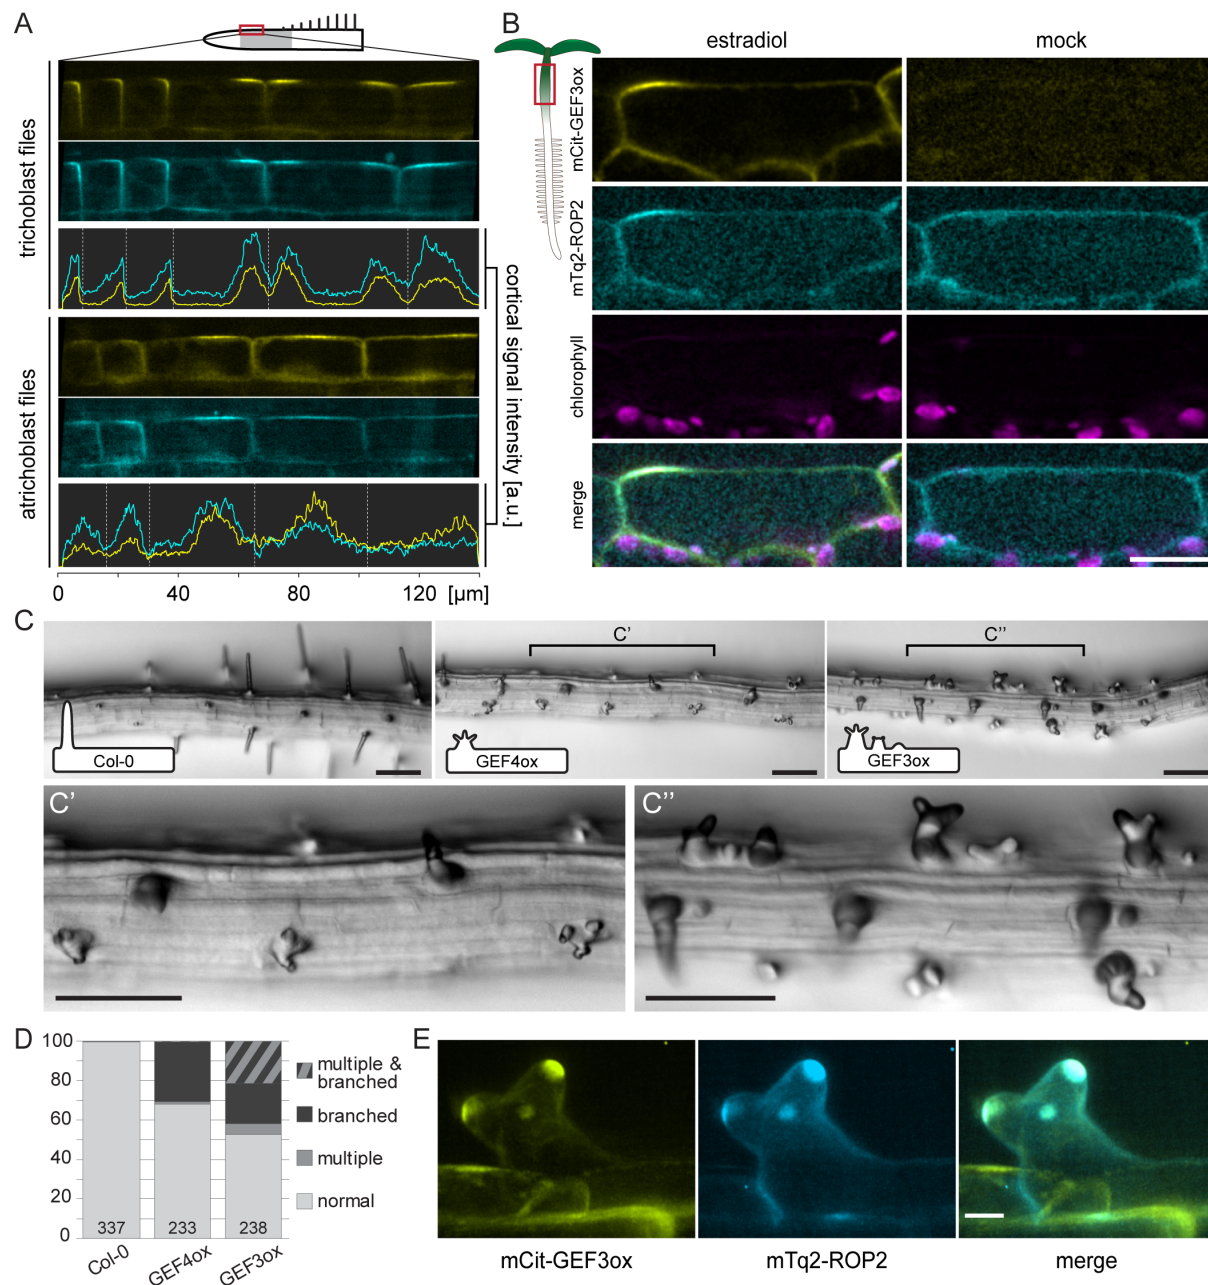 A
trichoblast files
atrichoblast files
cortical signal intensity [a.u.]
0 40 80 120 [µm]
B
estradiol mock
mCit-GEF3ox
mTq2-ROP2
chlorophyll
merge
C
Col-0
C'
GEF4ox
C''
GEF3ox
C'
C''
D
100
80
60
40
20
0
337 233 238
Col-0 GEF4ox GEF3ox
multiple &
branched
branched
multiple
normal
E
mCit-GEF3ox mTq2-ROP2 merge